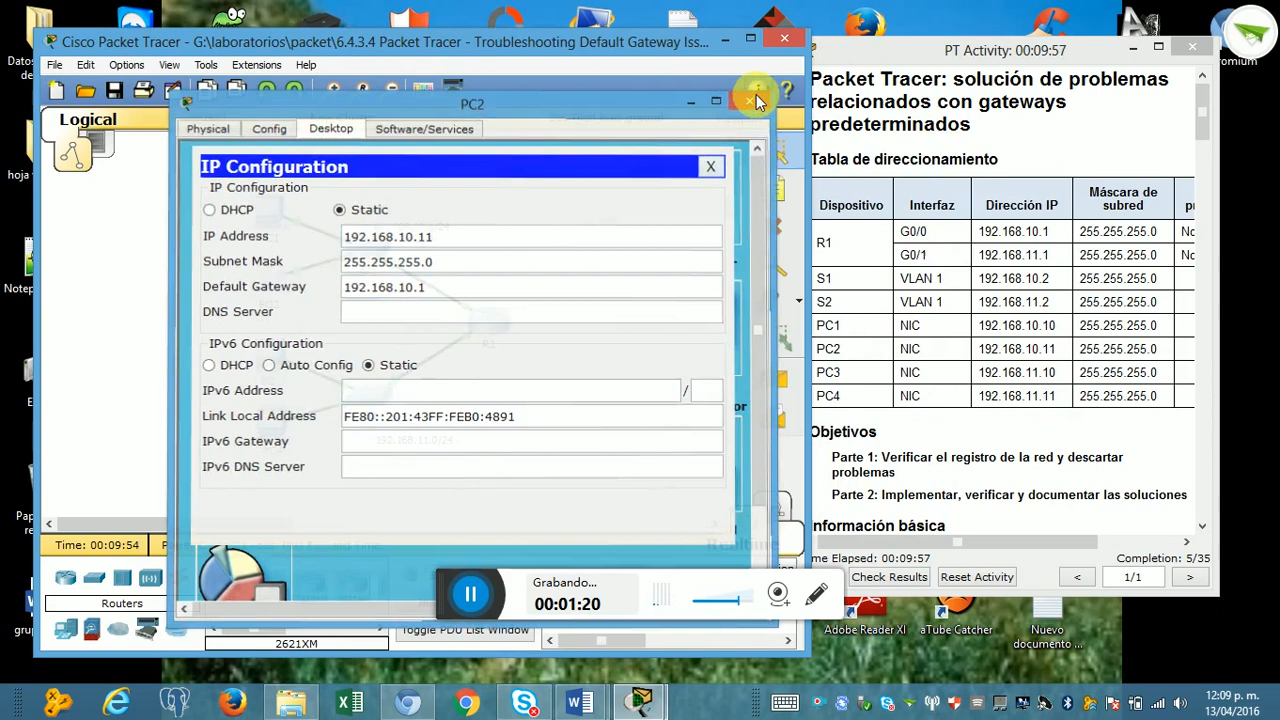 Cisco Packet Tracer - G:\laboratorios\packet\6.4.3.4 Packet Tracer - Troubleshooting Default Gateway Iss...
File Edit Options View Tools Extensions Help
Logical
PC2
Physical Config Desktop Software/Services
IP Configuration
X
IP Configuration
DHCP Static
IP Address 192.168.10.11
Subnet Mask 255.255.255.0
Default Gateway 192.168.10.1
DNS Server
IPv6 Configuration
DHCP Auto Config Static
IPv6 Address /
Link Local Address FE80::201:43FF:FEB0:4891
IPv6 Gateway
192.168.11.0/24
IPv6 DNS Server
Time: 00:09:54
Realtime
Routers
2621XM
Toggle PDU List Window
Grabando...
00:01:20
PT Activity: 00:09:57
Packet Tracer: solución de problemas
relacionados con gateways
predeterminados
Tabla de direccionamiento
Dispositivo Interfaz Dirección IP Máscara de subred
R1 G0/0 192.168.10.1 255.255.255.0
G0/1 192.168.11.1 255.255.255.0
S1 VLAN 1 192.168.10.2 255.255.255.0
S2 VLAN 1 192.168.11.2 255.255.255.0
PC1 NIC 192.168.10.10 255.255.255.0
PC2 NIC 192.168.10.11 255.255.255.0
PC3 NIC 192.168.11.10 255.255.255.0
PC4 NIC 192.168.11.11 255.255.255.0
Objetivos
Parte 1: Verificar el registro de la red y descartar
problemas
Parte 2: Implementar, verificar y documentar las soluciones
Información básica
me Elapsed: 00:09:57 Completion: 5/35
Check Results Reset Activity < 1/1 >
Adobe Reader XI
aTube Catcher
Nuevo
documento ...
12:09 p. m.
13/04/2016